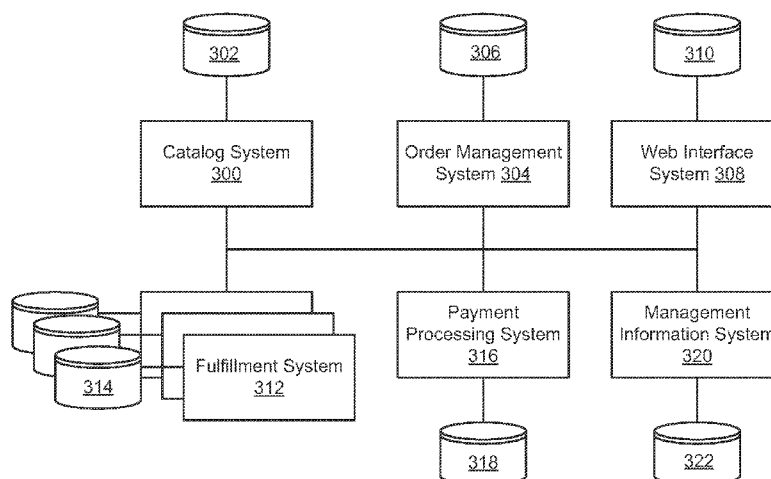 302
306
310
Catalog System
300
Order Management
System 304
Web Interface
System 308
314
Fulfillment System
312
Payment
Processing System
316
Management
Information System
320
318
322